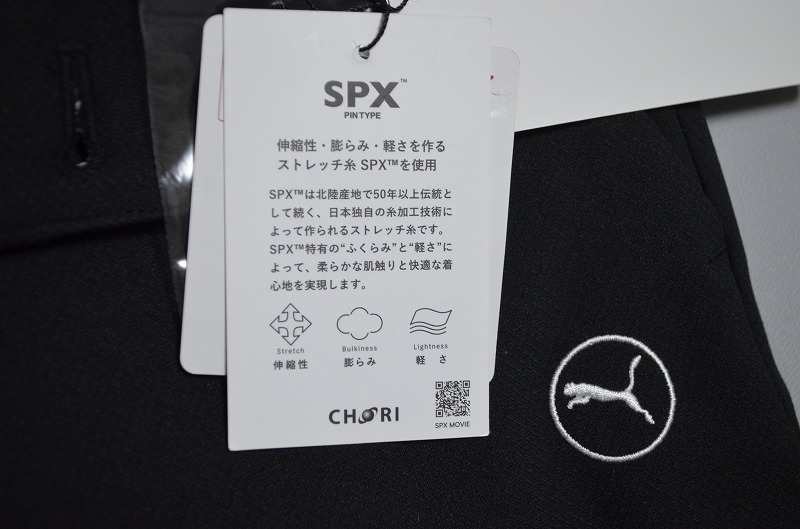 SPX™
PIN TYPE
伸縮性・膨らみ・軽さを作る
ストレッチ糸 SPX™を使用
SPX™は北陸産地で50年以上伝統と
して続く、日本独自の糸加工技術に
よって作られるストレッチ糸です。
SPX™特有の“ふくらみ”と“軽さ”に
よって、柔らかな肌触りと快適な着
心地を実現します。
Stretch
伸縮性
Bulkiness
膨らみ
Lightness
軽さ
CHORI
SPX MOVIE